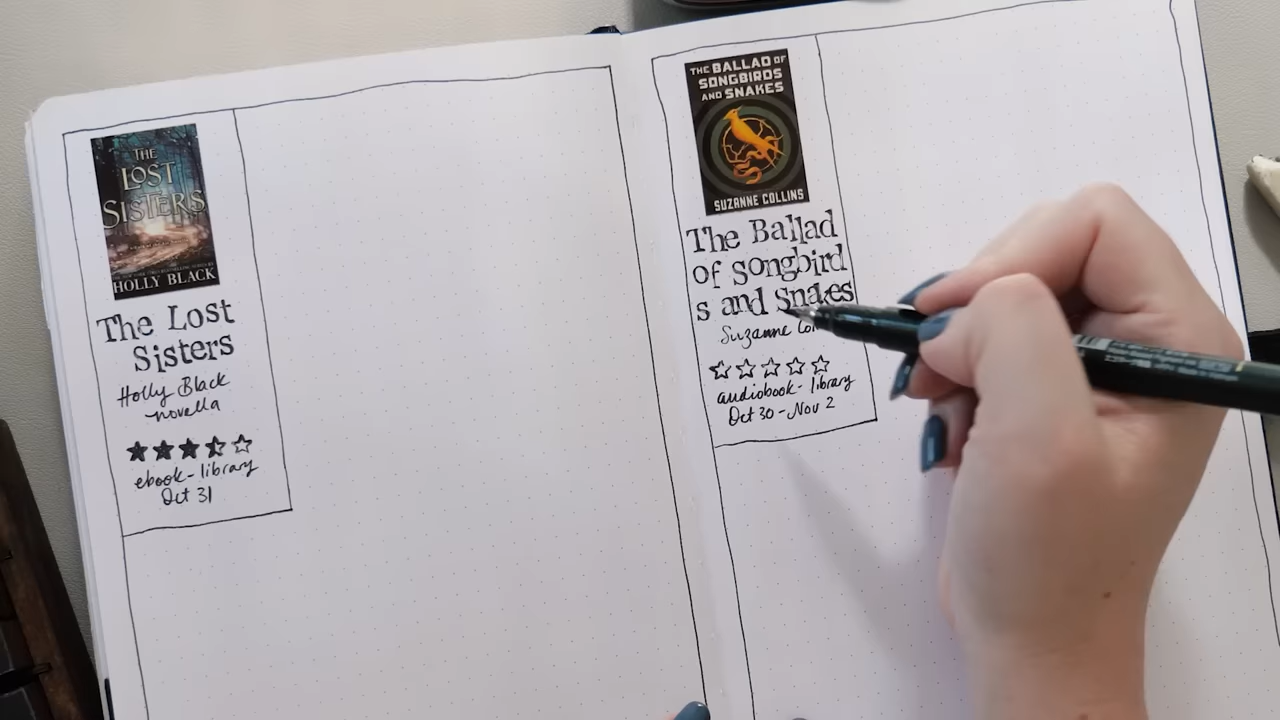 THE
LOST
SISTERS
HOLLY BLACK
The Lost
Sisters
Holly Black
novella
ebook - library
Oct 31
THE BALLAD OF
SONGBIRDS
AND SNAKES
SUZANNE COLLINS
The Ballad
of Songbird
s and Snakes
Suzanne
audiobook - library
Oct 30 - Nov 2